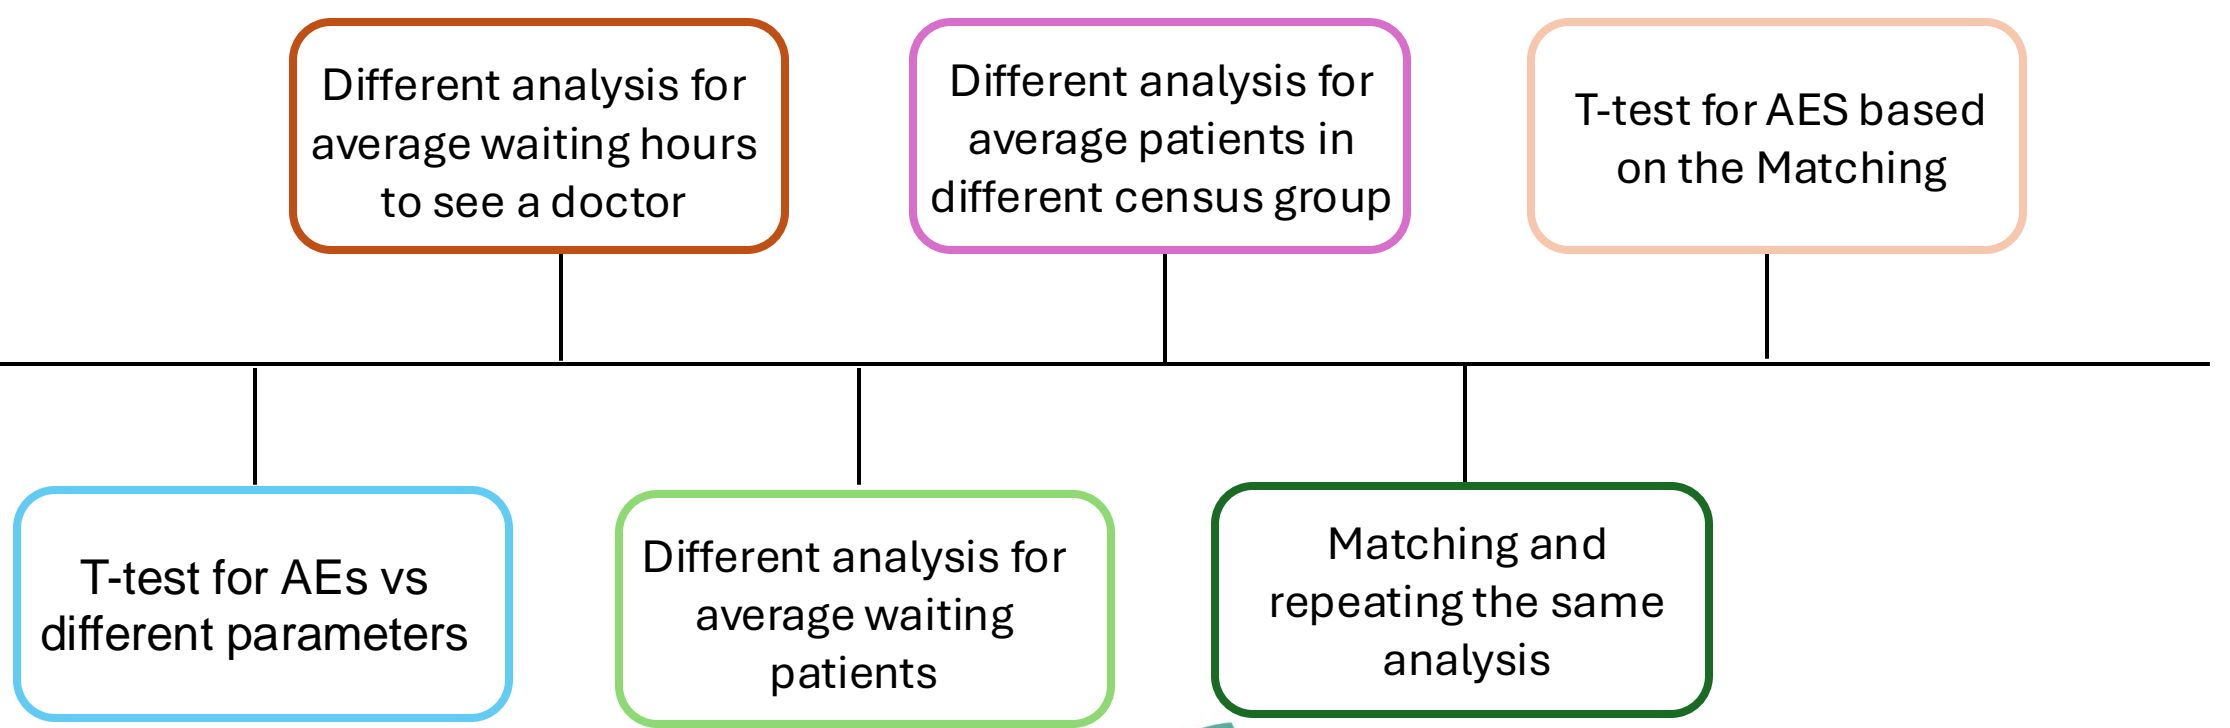 Different analysis for
average waiting hours
to see a doctor
Different analysis for
average patients in
different census group
T-test for AES based
on the Matching
T-test for AEs vs
different parameters
Different analysis for
average waiting
patients
Matching and
repeating the same
analysis